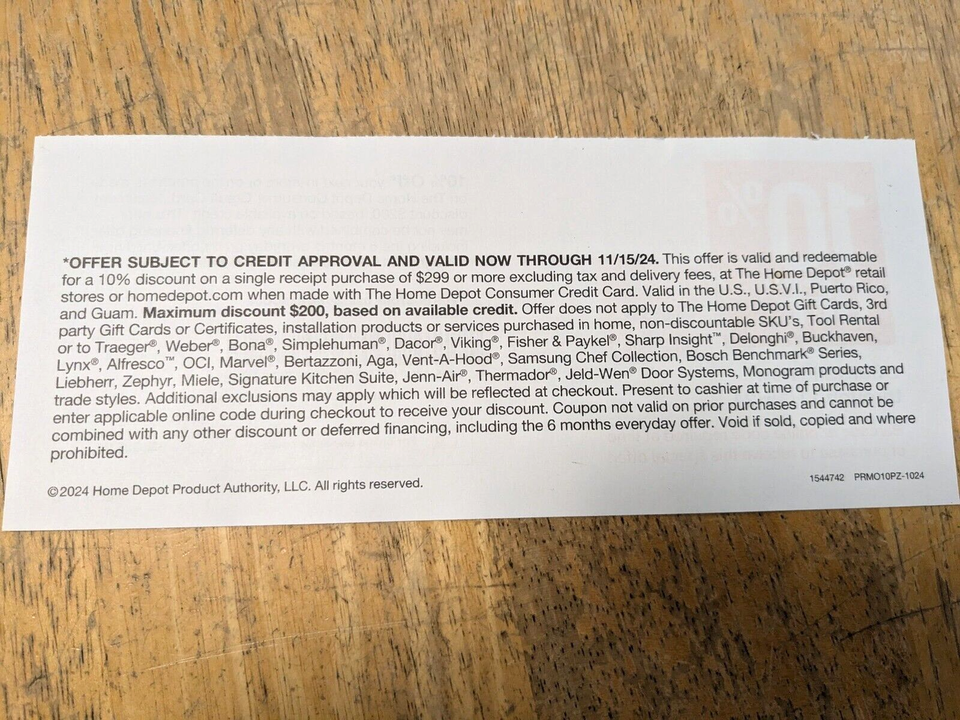 *OFFER SUBJECT TO CREDIT APPROVAL AND VALID NOW THROUGH 11/15/24. This offer is valid and redeemable
for a 10% discount on a single receipt purchase of $299 or more excluding tax and delivery fees, at The Home Depot® retail
stores or homedepot.com when made with The Home Depot Consumer Credit Card. Valid in the U.S., U.S.V.I., Puerto Rico,
and Guam. Maximum discount $200, based on available credit. Offer does not apply to The Home Depot Gift Cards, 3rd
party Gift Cards or Certificates, installation products or services purchased in home, non-discountable SKU's, Tool Rental
or to Traeger®, Weber®, Bona®, Simplehuman®, Dacor®, Viking®, Fisher & Paykel®, Sharp Insight™, Delonghi®, Buckhaven,
Lynx®, Alfresco™, OCI, Marvel®, Bertazzoni, Aga, Vent-A-Hood®, Samsung Chef Collection, Bosch Benchmark® Series,
Liebherr, Zephyr, Miele, Signature Kitchen Suite, Jenn-Air®, Thermador®, Jeld-Wen® Door Systems, Monogram products and
trade styles. Additional exclusions may apply which will be reflected at checkout. Present to cashier at time of purchase or
enter applicable online code during checkout to receive your discount. Coupon not valid on prior purchases and cannot be
combined with any other discount or deferred financing, including the 6 months everyday offer. Void if sold, copied and where
prohibited.
©2024 Home Depot Product Authority, LLC. All rights reserved.
1544742 PRMO10PZ-1024